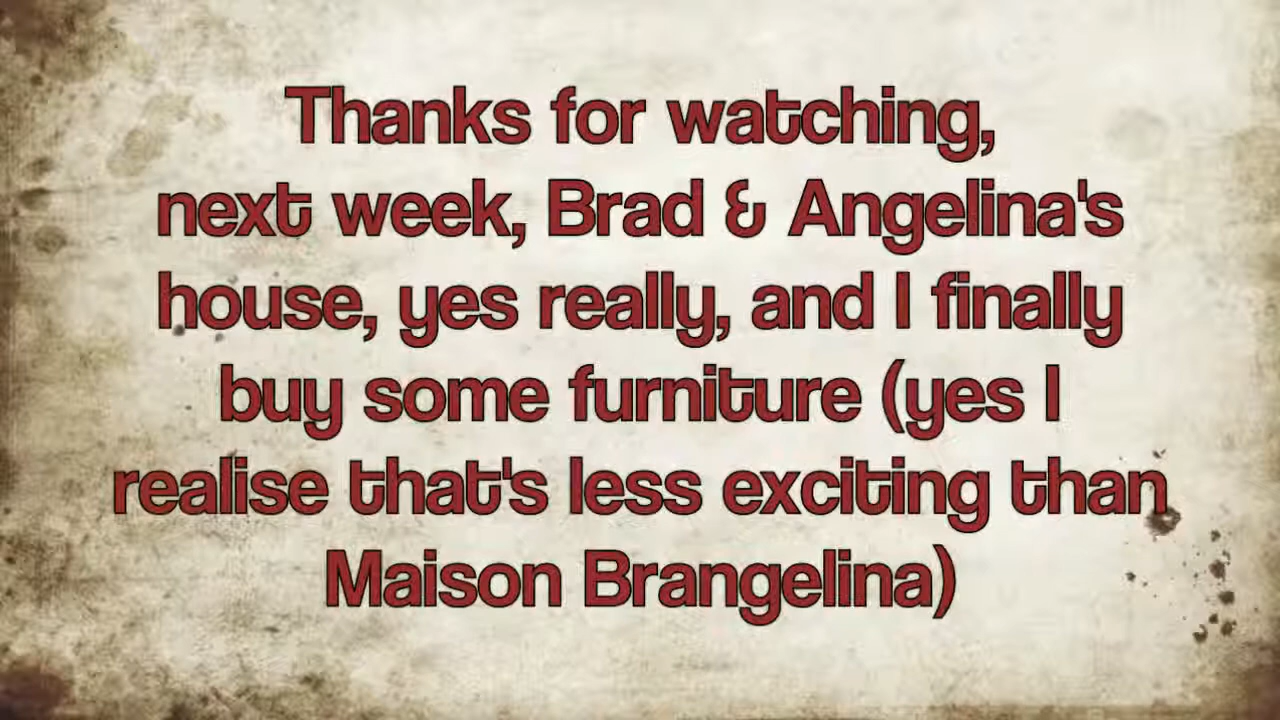 Thanks for watching,
next week, Brad & Angelina's
house, yes really, and I finally
buy some furniture (yes I
realise that's less exciting than
Maison Brangelina)